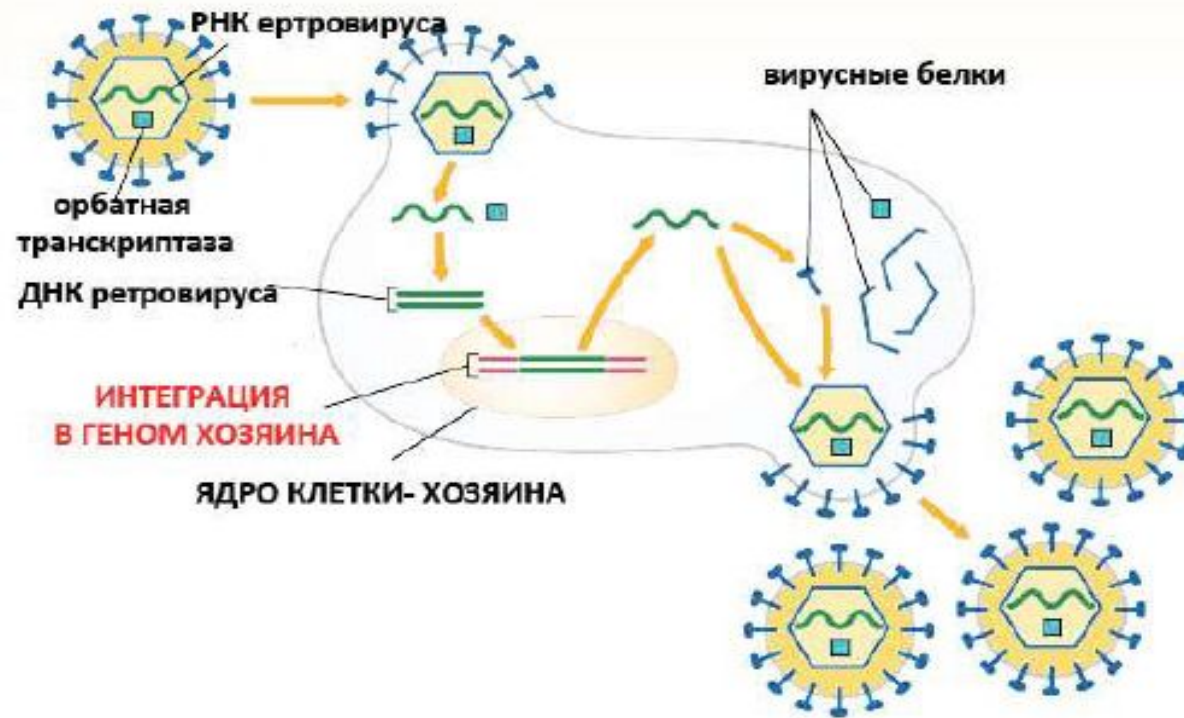 РНК ертровируса
вирусные белки
орбатная
транскриптаза
ДНК ретровируса
ИНТЕГРАЦИЯ
В ГЕНОМ ХОЗЯИНА
ЯДРО КЛЕТКИ- ХОЗЯИНА